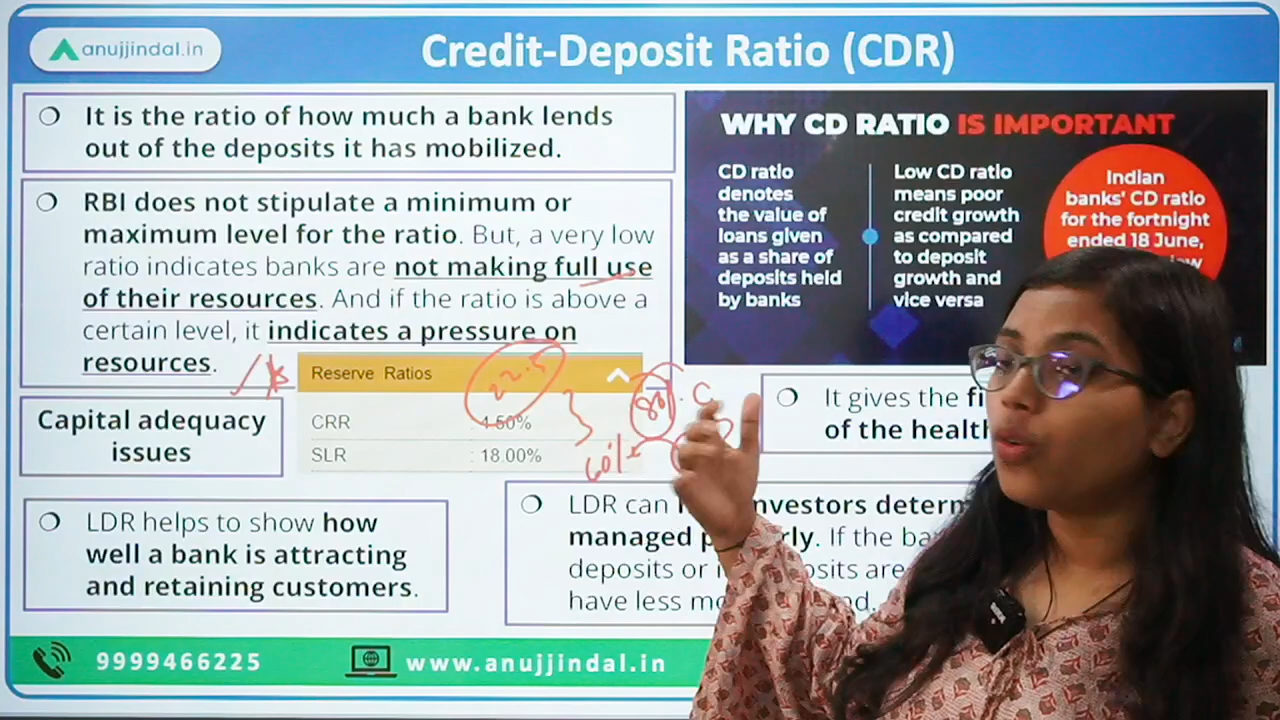 anujjindal.in
Credit-Deposit Ratio (CDR)
It is the ratio of how much a bank lends
out of the deposits it has mobilized.
RBI does not stipulate a minimum or
maximum level for the ratio. But, a very low
ratio indicates banks are not making full use
of their resources. And if the ratio is above a
certain level, it indicates a pressure on
resources.
WHY CD RATIO IS IMPORTANT
CD ratio
denotes
the value of
loans given
as a share of
deposits held
by banks
Low CD ratio
means poor
credit growth
as compared
to deposit
growth and
vice versa
Indian
banks' CD ratio
for the fortnight
ended 18 June,
Capital adequacy
issues
Reserve Ratios
22.5
CRR : 4.50%
SLR : 18.00%
60%
It gives the
of the
LDR helps to show how
well a bank is attracting
and retaining customers.
LDR can investors
managed If the
deposits or
have less
9999466225
www.anujjindal.in